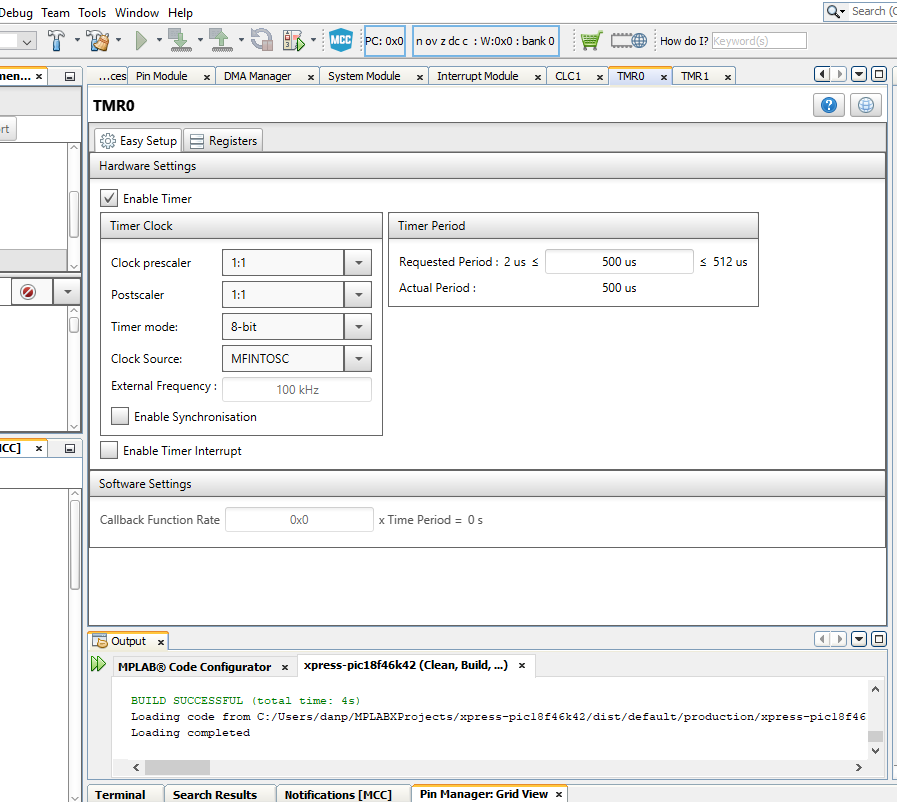 Debug Team Tools Window Help
Search (C
MCC PC: 0x0 n ov z dc c : W:0x0 : bank 0 How do I? Keyword(s)
men... × ...ces Pin Module × DMA Manager × System Module × Interrupt Module × CLC1 × TMR0 × TMR1 ×
TMR0
rt
Easy Setup Registers
Hardware Settings
Enable Timer
Timer Clock
Clock prescaler 1:1
Postscaler 1:1
Timer mode: 8-bit
Clock Source: MFINTOSC
External Frequency : 100 kHz
Enable Synchronisation
Timer Period
Requested Period : 2 us ≤ 500 us ≤ 512 us
Actual Period : 500 us
Enable Timer Interrupt
MCC] ×
Software Settings
Callback Function Rate 0x0 x Time Period = 0 s
Output ×
MPLAB® Code Configurator × xpress-pic18f46k42 (Clean, Build, ...) ×
BUILD SUCCESSFUL (total time: 4s)
Loading code from C:/Users/danp/MPLABXProjects/xpress-pic18f46k42/dist/default/production/xpress-pic18f46
Loading completed
Terminal Search Results Notifications [MCC] Pin Manager: Grid View ×